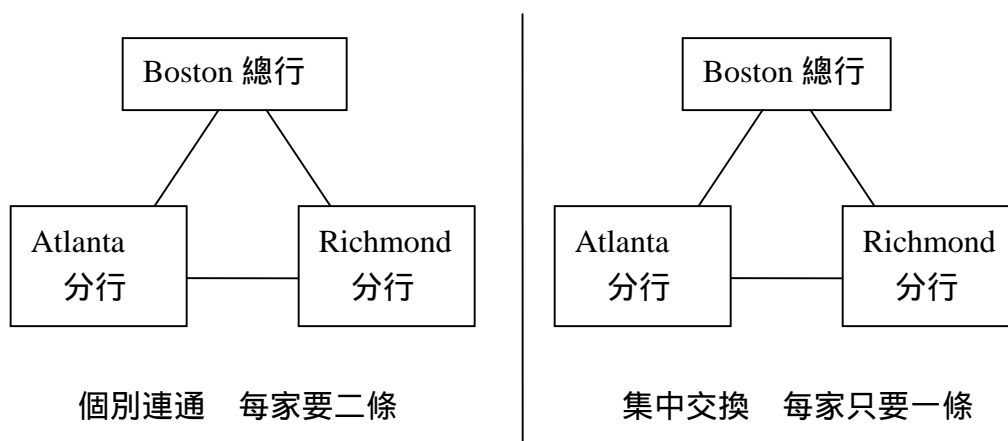 Boston 總行
Atlanta
分行
Richmond
分行
個別連通 每家要二條
Boston 總行
Atlanta
分行
Richmond
分行
集中交換 每家只要一條